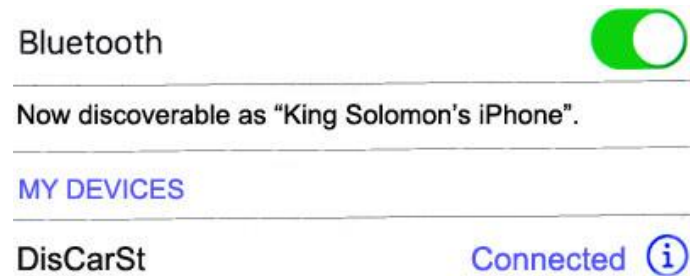 Bluetooth
Now discoverable as “King Solomon’s iPhone”.
MY DEVICES
DisCarSt
Connected